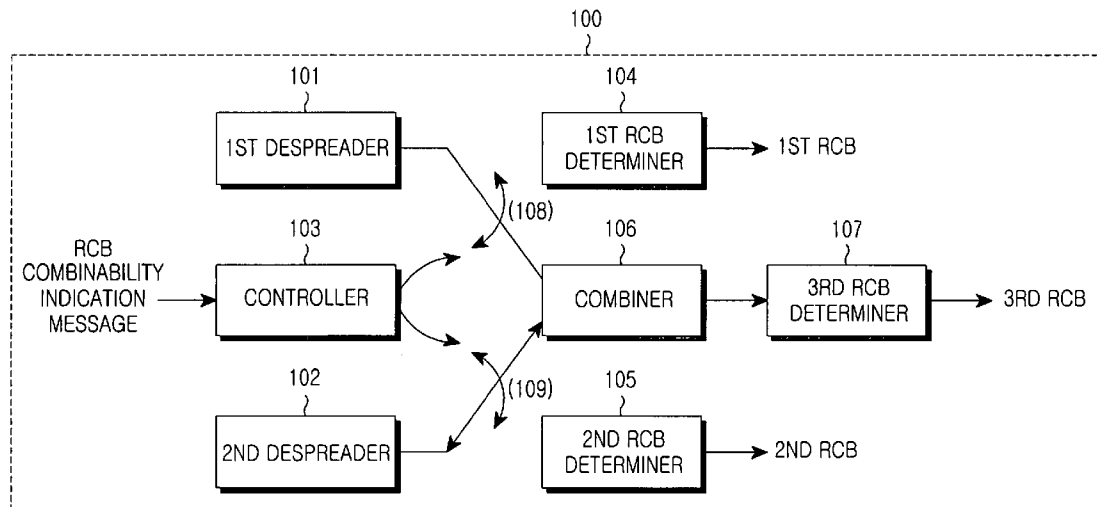 100
101
1ST DESPREADER
104
1ST RCB
DETERMINER
1ST RCB
(108)
RCB
COMBINABILITY
INDICATION
MESSAGE
103
CONTROLLER
106
COMBINER
107
3RD RCB
DETERMINER
3RD RCB
102
2ND DESPREADER
(109)
105
2ND RCB
DETERMINER
2ND RCB